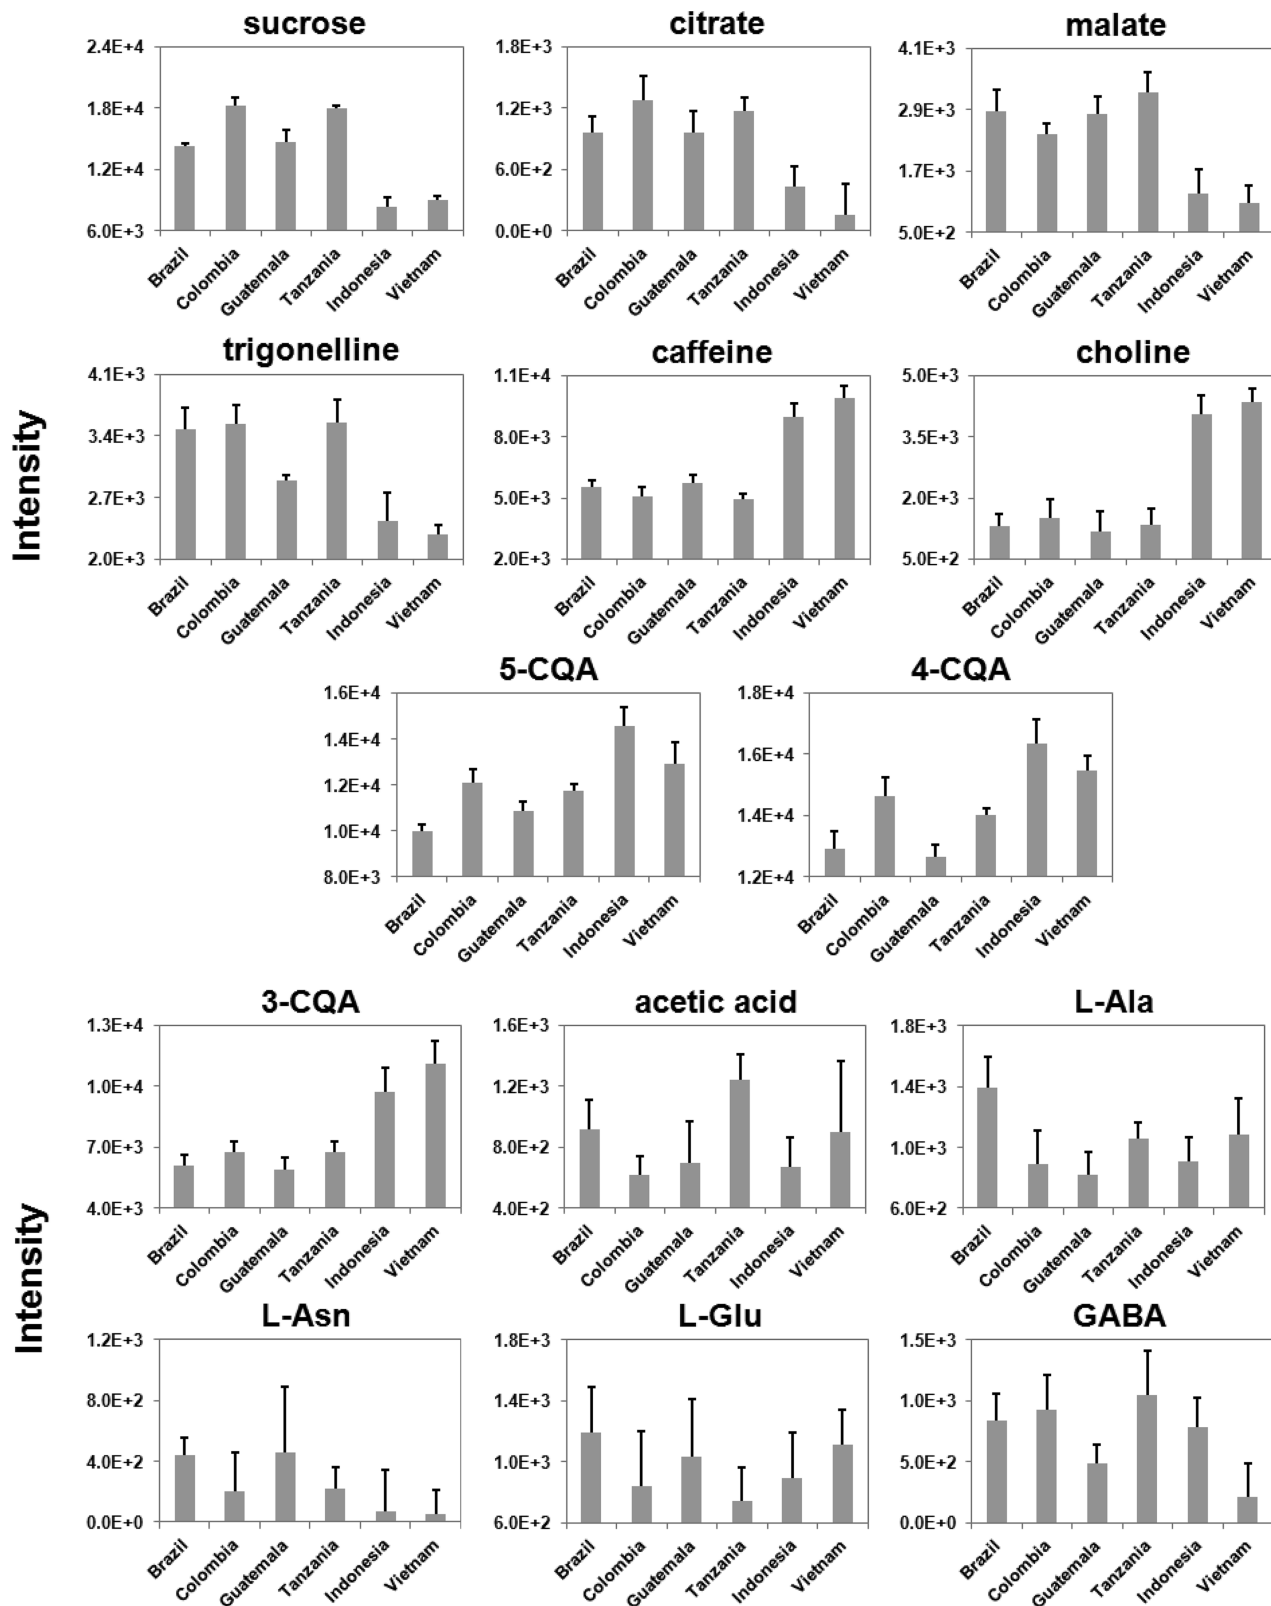 sucrose
2.4E+4
1.8E+4
1.2E+4
6.0E+3
Brazil
Colombia
Guatemala
Tanzania
Indonesia
Vietnam
citrate
1.8E+3
1.2E+3
6.0E+2
0.0E+0
Brazil
Colombia
Guatemala
Tanzania
Indonesia
Vietnam
malate
4.1E+3
2.9E+3
1.7E+3
5.0E+2
Brazil
Colombia
Guatemala
Tanzania
Indonesia
Vietnam
Intensity
trigonelline
4.1E+3
3.4E+3
2.7E+3
2.0E+3
Brazil
Colombia
Guatemala
Tanzania
Indonesia
Vietnam
caffeine
1.1E+4
8.0E+3
5.0E+3
2.0E+3
Brazil
Colombia
Guatemala
Tanzania
Indonesia
Vietnam
choline
5.0E+3
3.5E+3
2.0E+3
5.0E+2
Brazil
Colombia
Guatemala
Tanzania
Indonesia
Vietnam
5-CQA
1.6E+4
1.4E+4
1.2E+4
1.0E+4
8.0E+3
Brazil
Colombia
Guatemala
Tanzania
Indonesia
Vietnam
4-CQA
1.8E+4
1.6E+4
1.4E+4
1.2E+4
Brazil
Colombia
Guatemala
Tanzania
Indonesia
Vietnam
Intensity
3-CQA
1.3E+4
1.0E+4
7.0E+3
4.0E+3
Brazil
Colombia
Guatemala
Tanzania
Indonesia
Vietnam
acetic acid
1.6E+3
1.2E+3
8.0E+2
4.0E+2
Brazil
Colombia
Guatemala
Tanzania
Indonesia
Vietnam
L-Ala
1.8E+3
1.4E+3
1.0E+3
6.0E+2
Brazil
Colombia
Guatemala
Tanzania
Indonesia
Vietnam
L-Asn
1.2E+3
8.0E+2
4.0E+2
0.0E+0
Brazil
Colombia
Guatemala
Tanzania
Indonesia
Vietnam
L-Glu
1.8E+3
1.4E+3
1.0E+3
6.0E+2
Brazil
Colombia
Guatemala
Tanzania
Indonesia
Vietnam
GABA
1.5E+3
1.0E+3
5.0E+2
0.0E+0
Brazil
Colombia
Guatemala
Tanzania
Indonesia
Vietnam